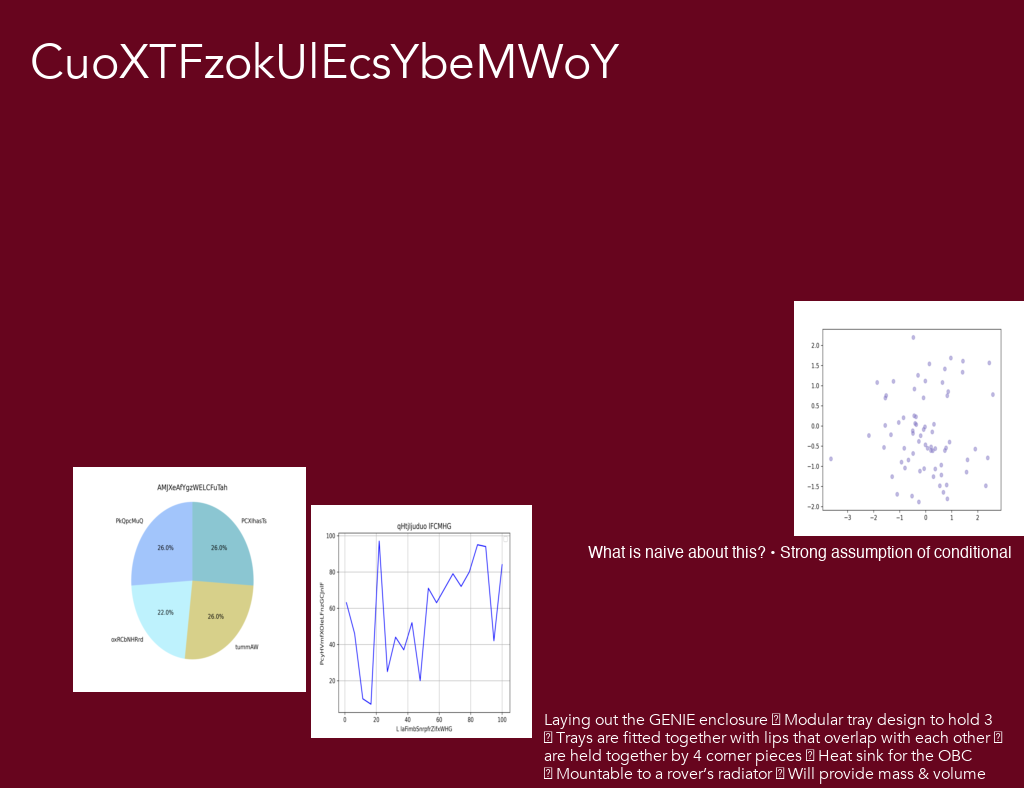 CuoXTFzokUlEcsYbeMWoY
2.0
1.5
1.0
0.5
0.0
−0.5
−1.0
−1.5
−2.0
−3 −2 −1 0 1 2
What is naive about this? • Strong assumption of conditional
AMJXeAfYgzWELCFuTah
PkQpcMuQ PCXIhasTs
26.0% 26.0%
22.0% 26.0%
oxRCbNHRrd tummAW
100
80
60
40
20
0 20 40 60 80 100
Laying out the GENIE enclosure Modular tray design to hold 3
Trays are fitted together with lips that overlap with each other
are held together by 4 corner pieces Heat sink for the OBC
Mountable to a rover’s radiator Will provide mass & volume